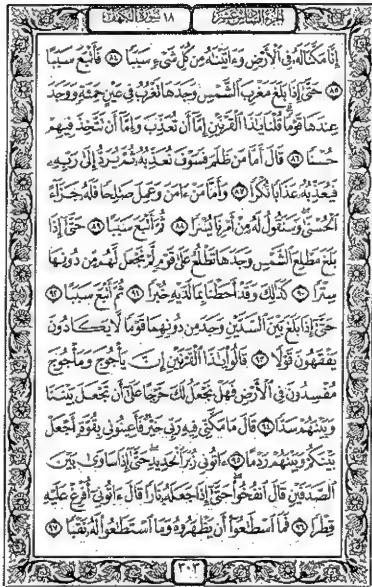 الجزء السادس عشر ١٨ سورة الكهف
إِنَّا مَكَّنَّا لَهُۥ فِى ٱلْأَرْضِ وَءَاتَيْنَـٰهُ مِن كُلِّ شَىْءٍ سَبَبًا ٨٤ فَأَتْبَعَ سَبَبًا
٨٥ حَتَّىٰٓ إِذَا بَلَغَ مَغْرِبَ ٱلشَّمْسِ وَجَدَهَا تَغْرُبُ فِى عَيْنٍ حَمِئَةٍ وَوَجَدَ
عِندَهَا قَوْمًا قُلْنَا يَـٰذَا ٱلْقَرْنَيْنِ إِمَّآ أَن تُعَذِّبَ وَإِمَّآ أَن تَتَّخِذَ فِيهِمْ
حُسْنًا ٨٦ قَالَ أَمَّا مَن ظَلَمَ فَسَوْفَ نُعَذِّبُهُۥ ثُمَّ يُرَدُّ إِلَىٰ رَبِّهِۦ
فَيُعَذِّبُهُۥ عَذَابًا نُّكْرًا ٨٧ وَأَمَّا مَنْ ءَامَنَ وَعَمِلَ صَـٰلِحًا فَلَهُۥ جَزَآءً
ٱلْحُسْنَىٰ وَسَنَقُولُ لَهُۥ مِنْ أَمْرِنَا يُسْرًا ٨٨ ثُمَّ أَتْبَعَ سَبَبًا ٨٩ حَتَّىٰٓ إِذَا
بَلَغَ مَطْلِعَ ٱلشَّمْسِ وَجَدَهَا تَطْلُعُ عَلَىٰ قَوْمٍ لَّمْ نَجْعَل لَّهُم مِّن دُونِهَا
سِتْرًا ٩٠ كَذَٰلِكَ وَقَدْ أَحَطْنَا بِمَا لَدَيْهِ خُبْرًا ٩١ ثُمَّ أَتْبَعَ سَبَبًا ٩٢
حَتَّىٰٓ إِذَا بَلَغَ بَيْنَ ٱلسَّدَّيْنِ وَجَدَ مِن دُونِهِمَا قَوْمًا لَّا يَكَادُونَ
يَفْقَهُونَ قَوْلًا ٩٣ قَالُوا۟ يَـٰذَا ٱلْقَرْنَيْنِ إِنَّ يَأْجُوجَ وَمَأْجُوجَ
مُفْسِدُونَ فِى ٱلْأَرْضِ فَهَلْ نَجْعَلُ لَكَ خَرْجًا عَلَىٰٓ أَن تَجْعَلَ بَيْنَنَا
وَبَيْنَهُمْ سَدًّا ٩٤ قَالَ مَا مَكَّنِّى فِيهِ رَبِّى خَيْرٌ فَأَعِينُونِى بِقُوَّةٍ أَجْعَلْ
بَيْنَكُمْ وَبَيْنَهُمْ رَدْمًا ٩٥ ءَاتُونِى زُبَرَ ٱلْحَدِيدِ حَتَّىٰٓ إِذَا سَاوَىٰ بَيْنَ
ٱلصَّدَفَيْنِ قَالَ ٱنفُخُوا۟ حَتَّىٰٓ إِذَا جَعَلَهُۥ نَارًا قَالَ ءَاتُونِىٓ أُفْرِغْ عَلَيْهِ
قِطْرًا ٩٦ فَمَا ٱسْطَـٰعُوٓا۟ أَن يَظْهَرُوهُ وَمَا ٱسْتَطَـٰعُوا۟ لَهُۥ نَقْبًا ٩٧
٣٠٣